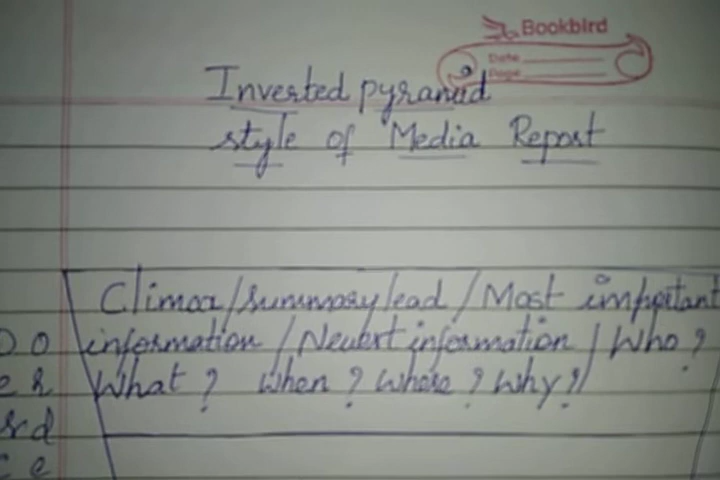 Bookbird
Date
Page
Inverted pyramid
style of Media Report
Climax/summary lead / Most important
information / Newest information / Who ?
What ? When ? Where ? Why ?/
o
e r
r d
c e